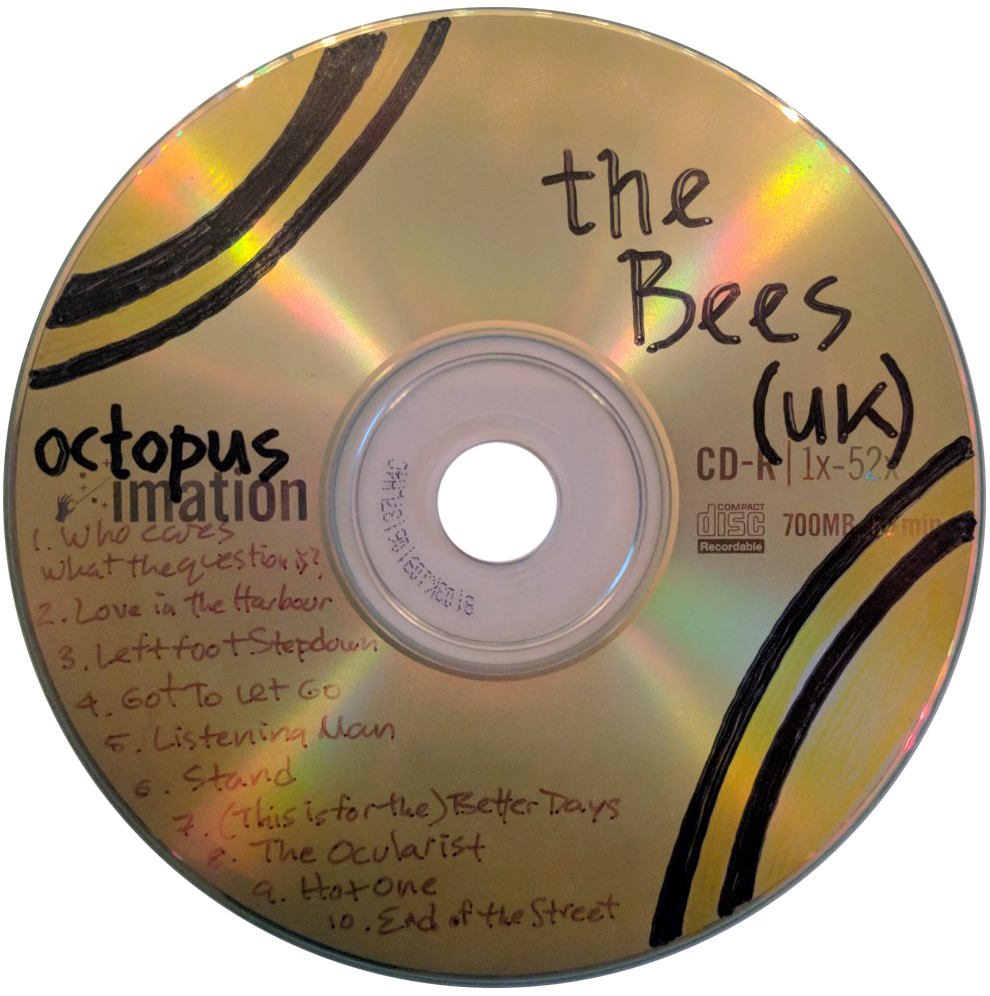 the
Bees
(UK)
octopus
imation
CD-R | 1x-52x
COMPACT
disc
Recordable
700MB min
1. Who cares
what the question is?
2. Love in the Harbour
3. Left foot Stepdown
4. Got To Let Go
5. Listening Man
6. Stand
7. (This is for the) Better Days
8. The Ocularist
9. Hot One
10. End of the Street